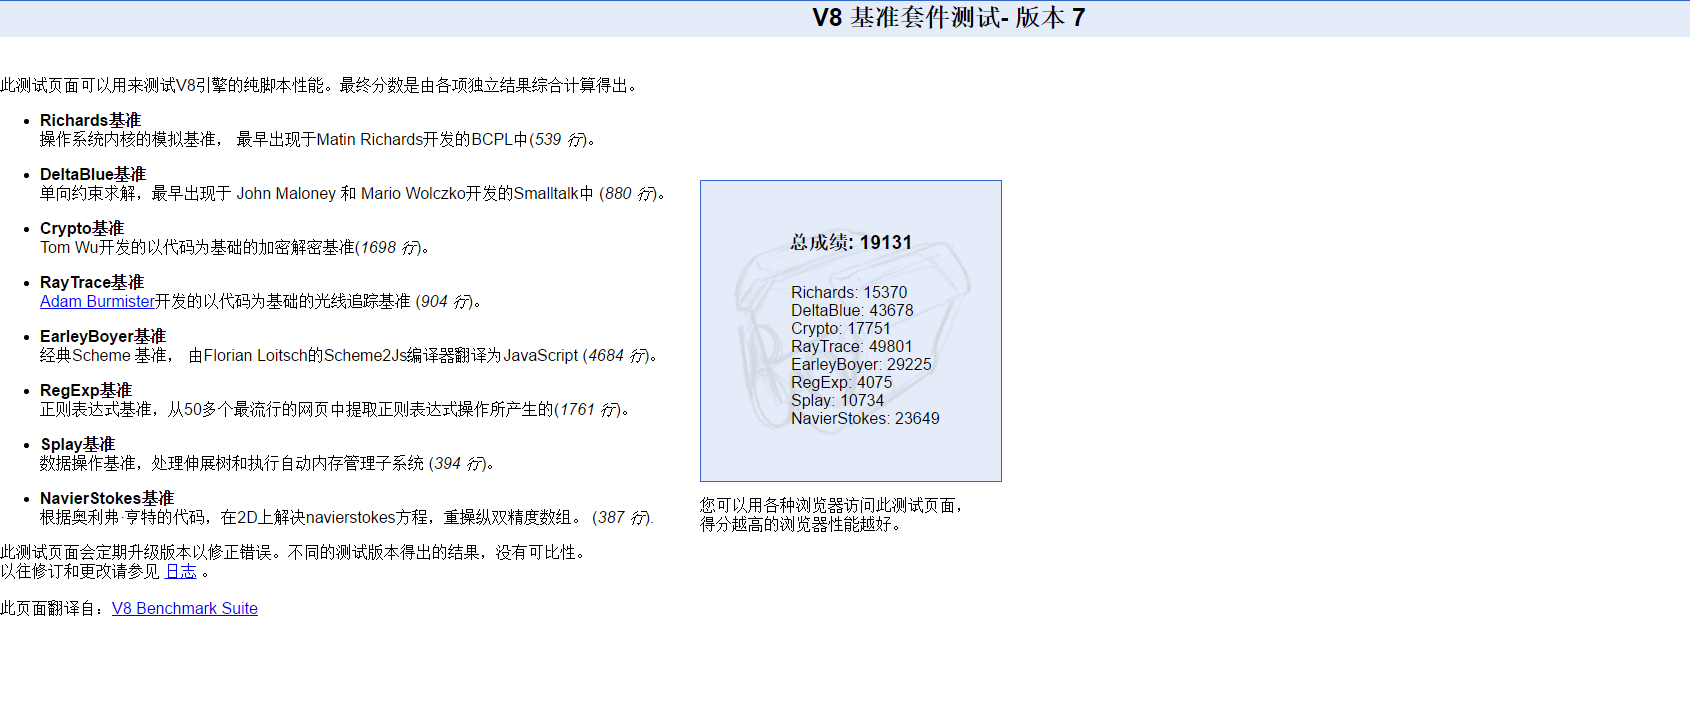 V8 基准套件测试- 版本 7
此测试页面可以用来测试V8引擎的纯脚本性能。最终分数是由各项独立结果综合计算得出。
Richards基准
操作系统内核的模拟基准， 最早出现于Matin Richards开发的BCPL中(539 行)。
DeltaBlue基准
单向约束求解，最早出现于 John Maloney 和 Mario Wolczko开发的Smalltalk中 (880 行)。
Crypto基准
Tom Wu开发的以代码为基础的加密解密基准(1698 行)。
RayTrace基准
Adam Burmister开发的以代码为基础的光线追踪基准 (904 行)。
EarleyBoyer基准
经典Scheme 基准， 由Florian Loitsch的Scheme2Js编译器翻译为JavaScript (4684 行)。
RegExp基准
正则表达式基准，从50多个最流行的网页中提取正则表达式操作所产生的(1761 行)。
Splay基准
数据操作基准，处理伸展树和执行自动内存管理子系统 (394 行)。
NavierStokes基准
根据奥利弗·亨特的代码，在2D上解决navierstokes方程，重操纵双精度数组。 (387 行).
此测试页面会定期升级版本以修正错误。不同的测试版本得出的结果，没有可比性。
以往修订和更改请参见 日志 。
此页面翻译自：V8 Benchmark Suite
总成绩: 19131
Richards: 15370
DeltaBlue: 43678
Crypto: 17751
RayTrace: 49801
EarleyBoyer: 29225
RegExp: 4075
Splay: 10734
NavierStokes: 23649
您可以用各种浏览器访问此测试页面，
得分越高的浏览器性能越好。